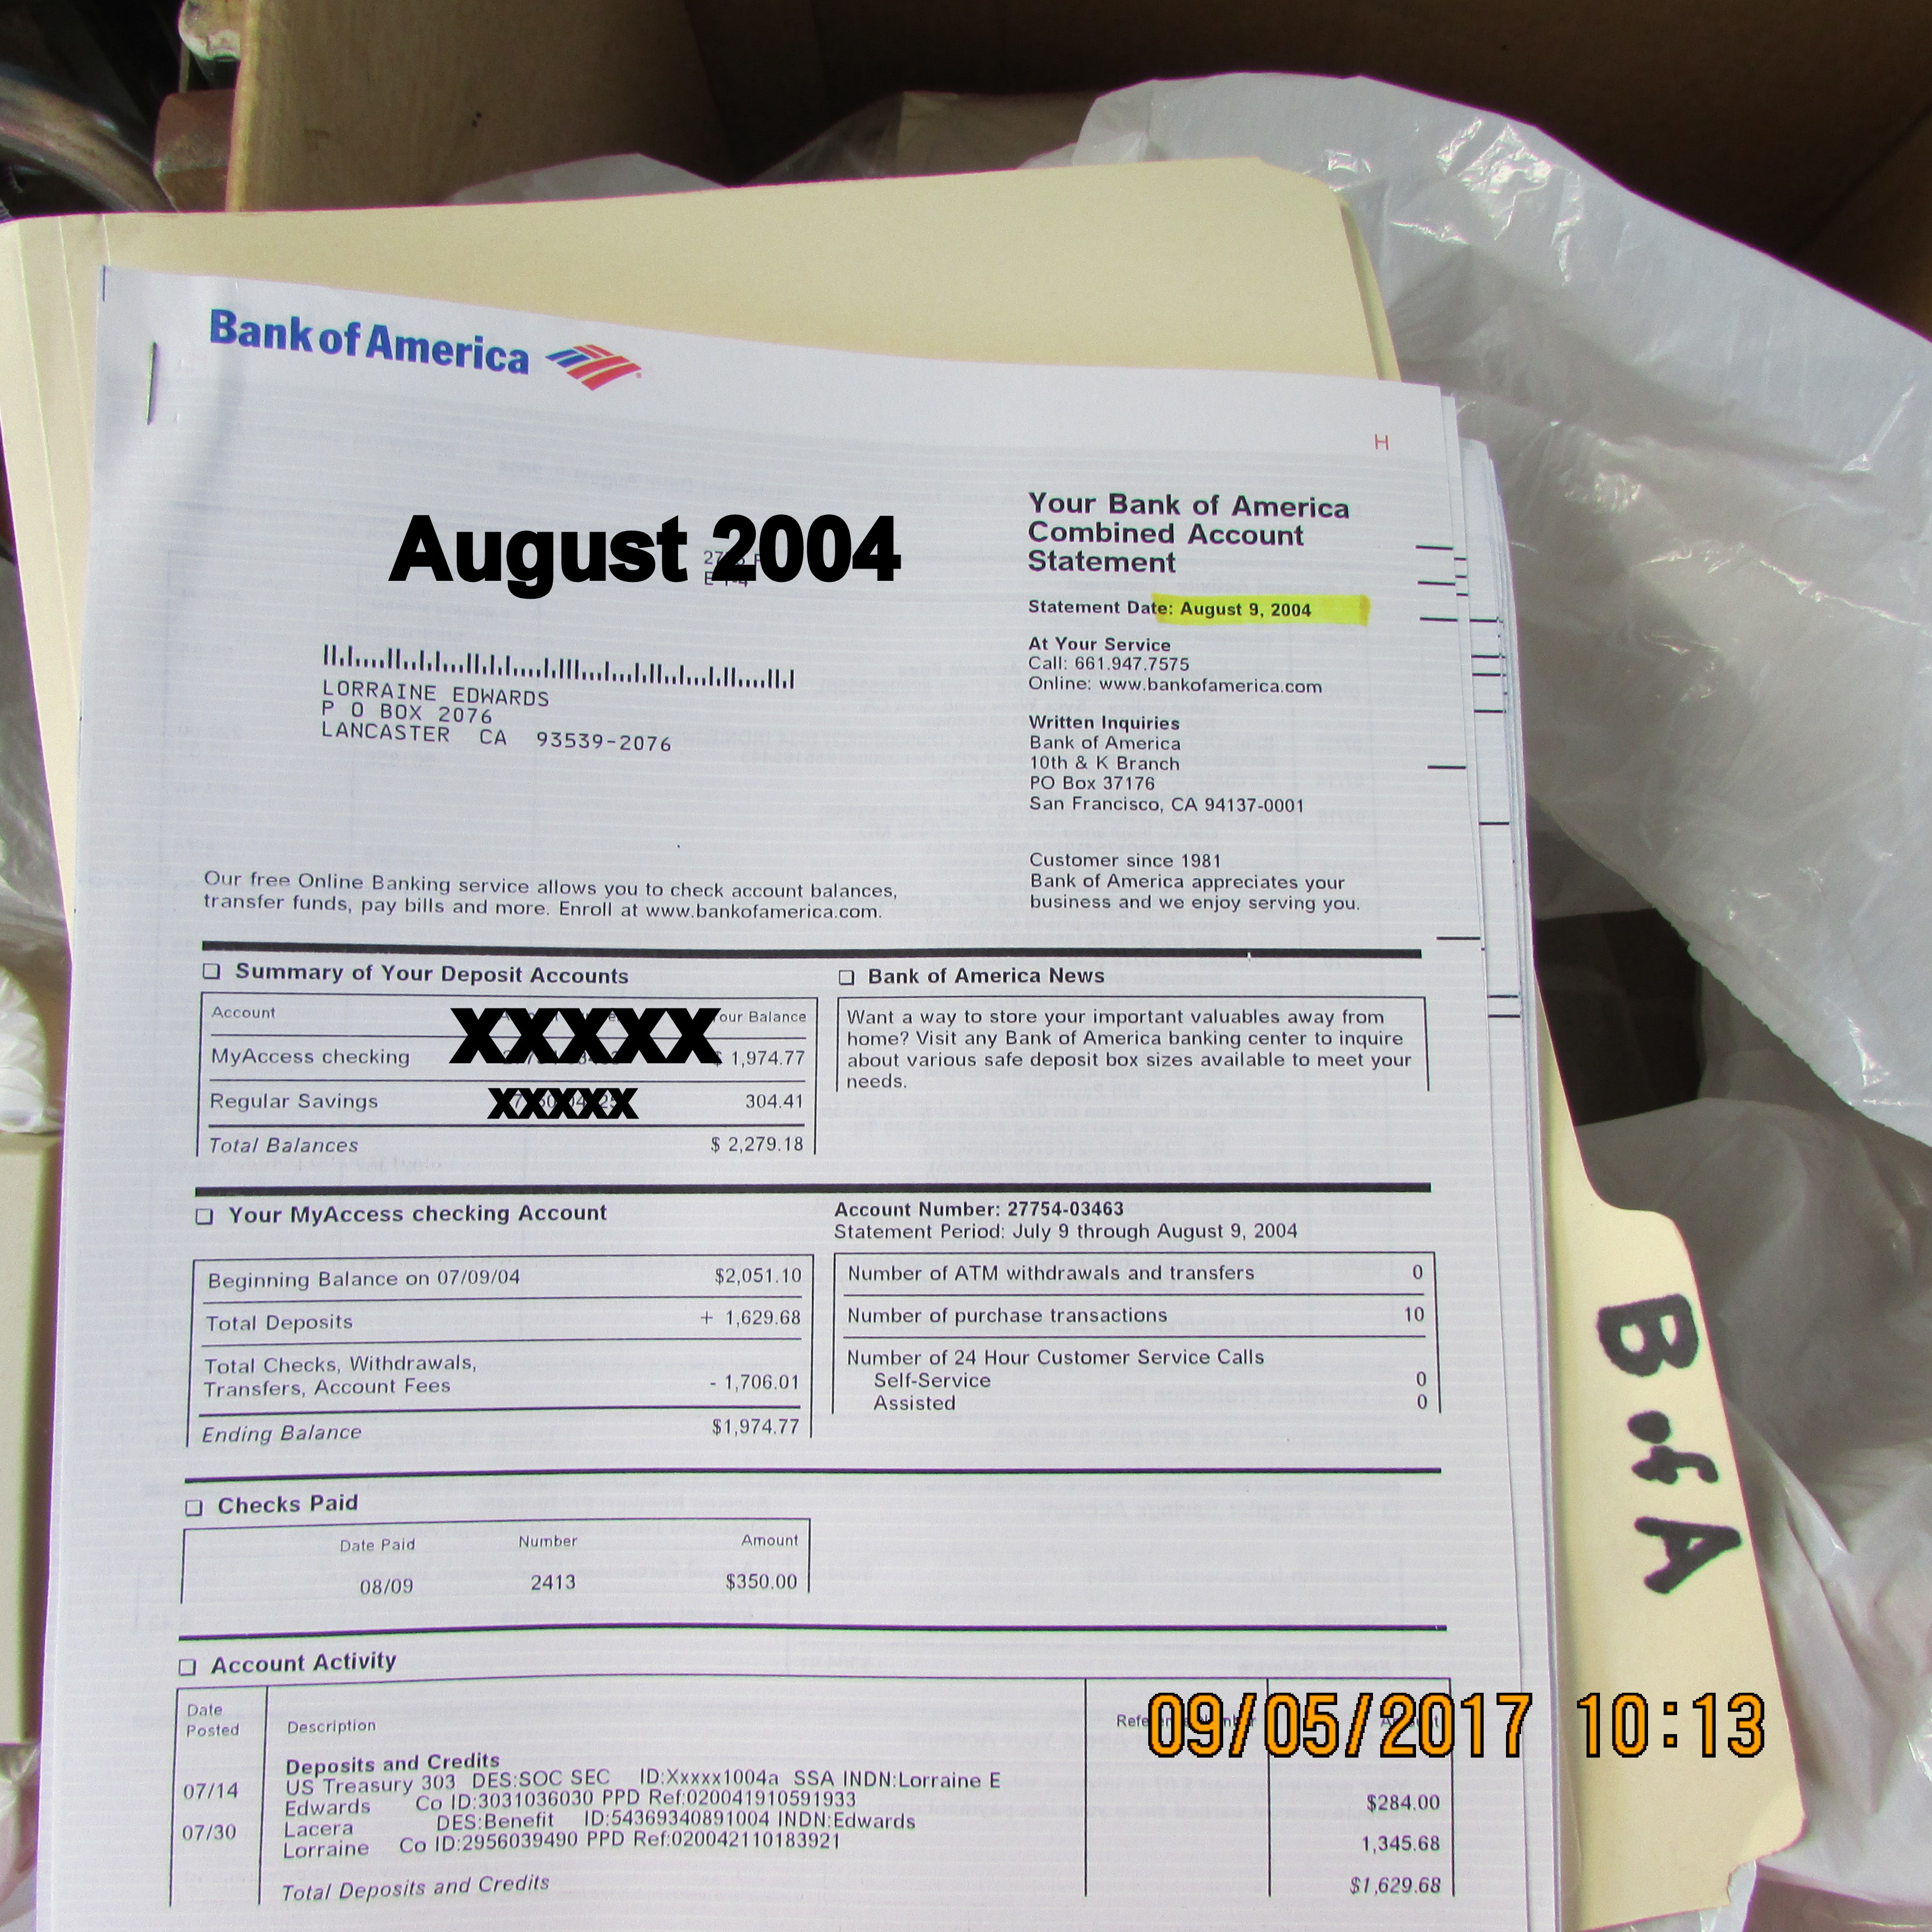 Bank of America
H
August 2004
Your Bank of America
Combined Account
Statement
Statement Date: August 9, 2004
At Your Service
Call: 661.947.7575
Online: www.bankofamerica.com
Written Inquiries
Bank of America
10th & K Branch
PO Box 37176
San Francisco, CA 94137-0001
Customer since 1981
Bank of America appreciates your
business and we enjoy serving you.
LORRAINE EDWARDS
P O BOX 2076
LANCASTER CA 93539-2076
Our free Online Banking service allows you to check account balances,
transfer funds, pay bills and more. Enroll at www.bankofamerica.com.
Summary of Your Deposit Accounts
Account XXXXX our Balance
MyAccess checking $ 1,974.77
Regular Savings XXXXX 304.41
Total Balances $ 2,279.18
Bank of America News
Want a way to store your important valuables away from
home? Visit any Bank of America banking center to inquire
about various safe deposit box sizes available to meet your
needs.
Your MyAccess checking Account
Account Number: 27754-03463
Statement Period: July 9 through August 9, 2004
Beginning Balance on 07/09/04 $2,051.10
Total Deposits + 1,629.68
Total Checks, Withdrawals,
Transfers, Account Fees - 1,706.01
Ending Balance $1,974.77
Number of ATM withdrawals and transfers 0
Number of purchase transactions 10
Number of 24 Hour Customer Service Calls
Self-Service 0
Assisted 0
Checks Paid
Date Paid Number Amount
08/09 2413 $350.00
Account Activity
Date
Posted Description
Deposits and Credits
07/14 US Treasury 303 DES:SOC SEC ID:Xxxxx1004a SSA INDN:Lorraine E
Edwards Co ID:3031036030 PPD Ref:020041910591933 $284.00
07/30 Lacera DES:Benefit ID:54369340891004 INDN:Edwards
Lorraine Co ID:2956039490 PPD Ref:020042110183921 1,345.68
Total Deposits and Credits $1,629.68
B of A
09/05/2017 10:13